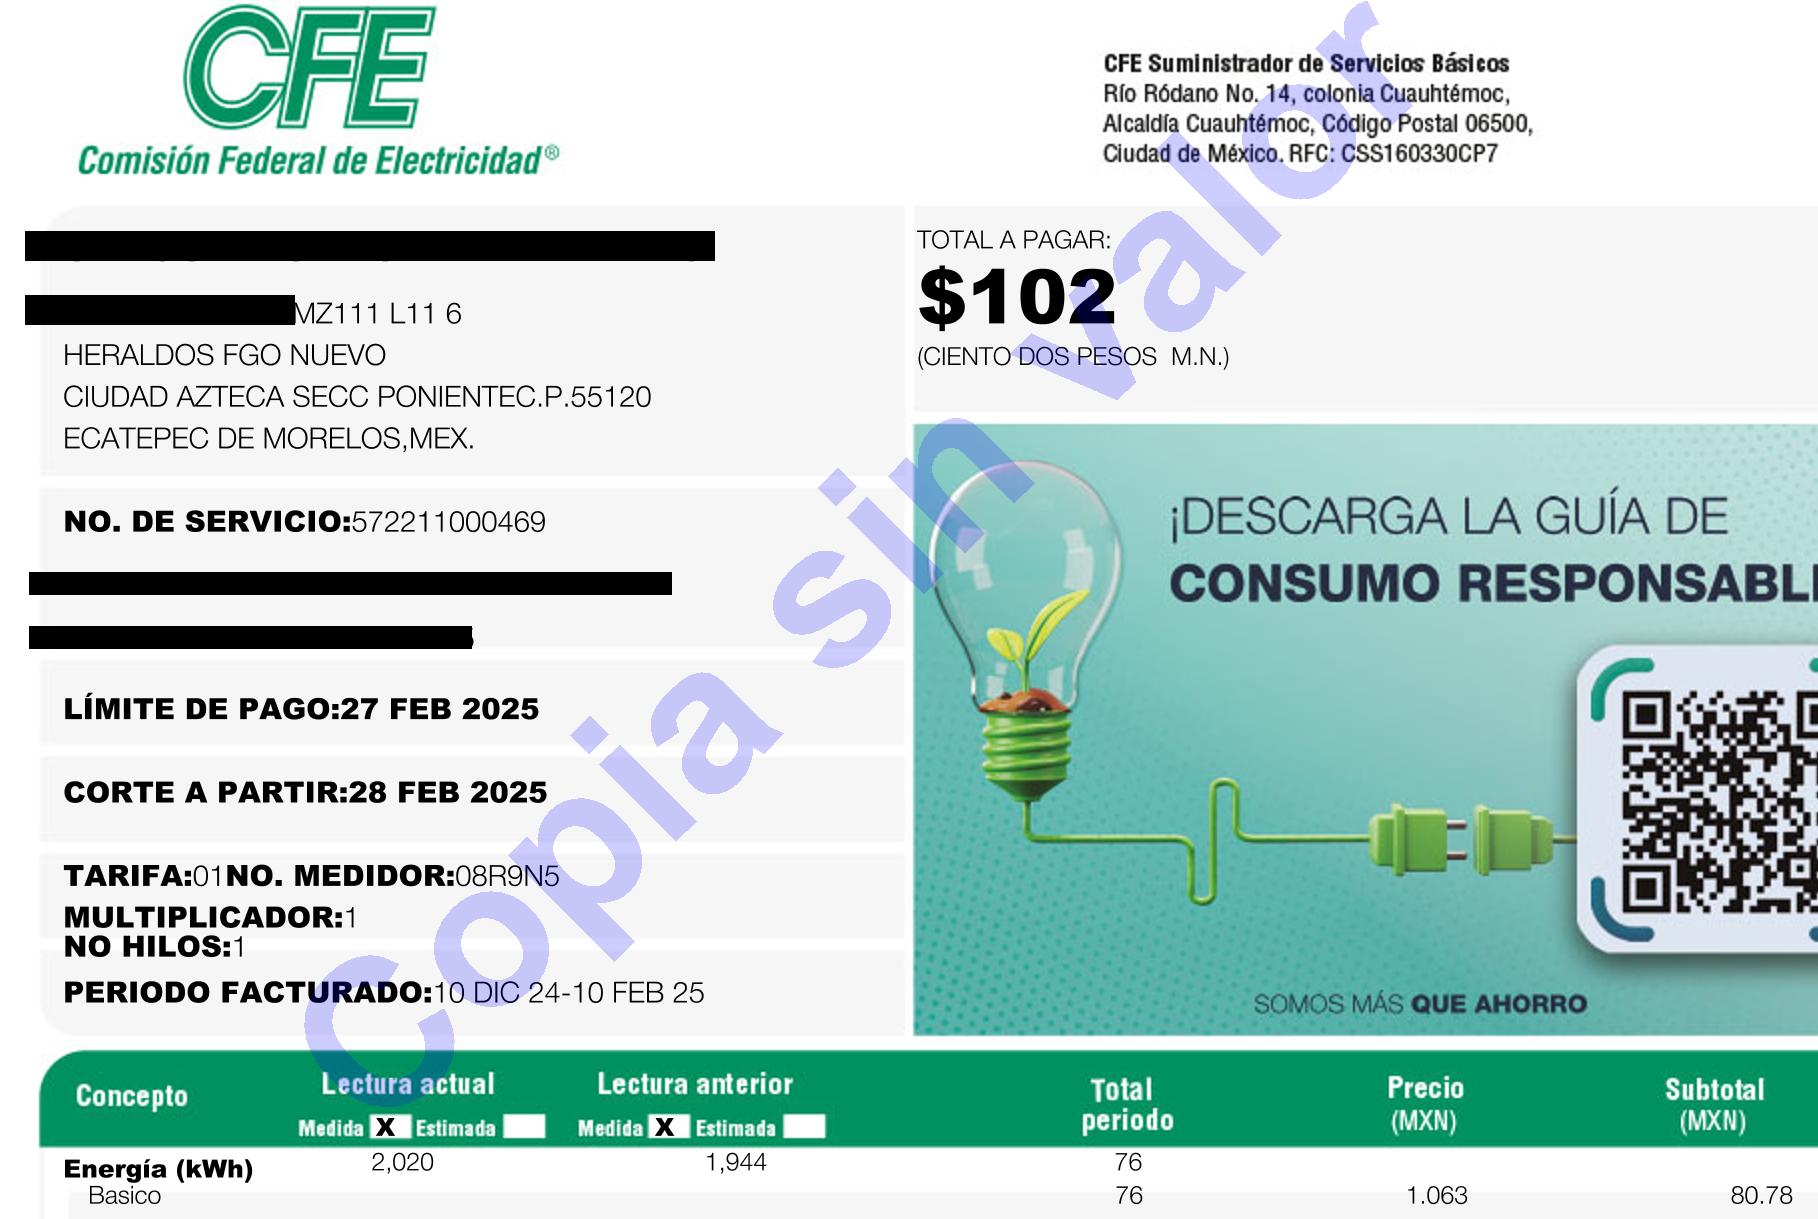 CFE
Comisión Federal de Electricidad®
CFE Suministrador de Servicios Básicos
Río Ródano No. 14, colonia Cuauhtémoc,
Alcaldía Cuauhtémoc, Código Postal 06500,
Ciudad de México. RFC: CSS160330CP7
MZ111 L11 6
HERALDOS FGO NUEVO
CIUDAD AZTECA SECC PONIENTEC.P.55120
ECATEPEC DE MORELOS,MEX.
TOTAL A PAGAR:
$102
(CIENTO DOS PESOS M.N.)
NO. DE SERVICIO:572211000469
LÍMITE DE PAGO:27 FEB 2025
CORTE A PARTIR:28 FEB 2025
TARIFA:01NO. MEDIDOR:08R9N5
MULTIPLICADOR:1
NO HILOS:1
PERIODO FACTURADO:10 DIC 24-10 FEB 25
¡DESCARGA LA GUÍA DE
CONSUMO RESPONSABL
SOMOS MÁS QUE AHORRO
Copia sin valor
Concepto Lectura actual Lectura anterior Total periodo Precio (MXN) Subtotal (MXN)
Medida X Estimada Medida X Estimada
Energía (kWh) 2,020 1,944 76
Basico 76 1.063 80.78